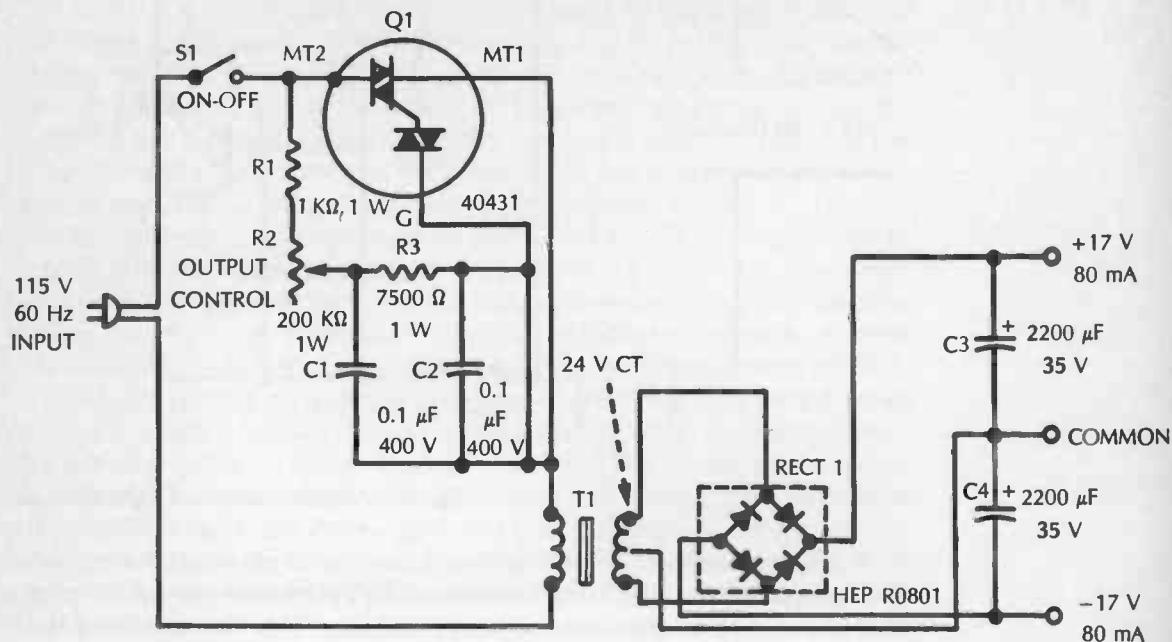 Q1
S1
MT2
MT1
ON-OFF
R1
1 KΩ, 1 W
G
40431
R2
R3
OUTPUT
CONTROL
7500 Ω
1 W
200 KΩ
1W
115 V
60 Hz
INPUT
C1
C2
0.1 μF
400 V
0.1
μF
400 V
24 V CT
T1
RECT 1
HEP R0801
+17 V
80 mA
C3
+
2200 μF
35 V
COMMON
C4
+
2200 μF
35 V
−17 V
80 mA